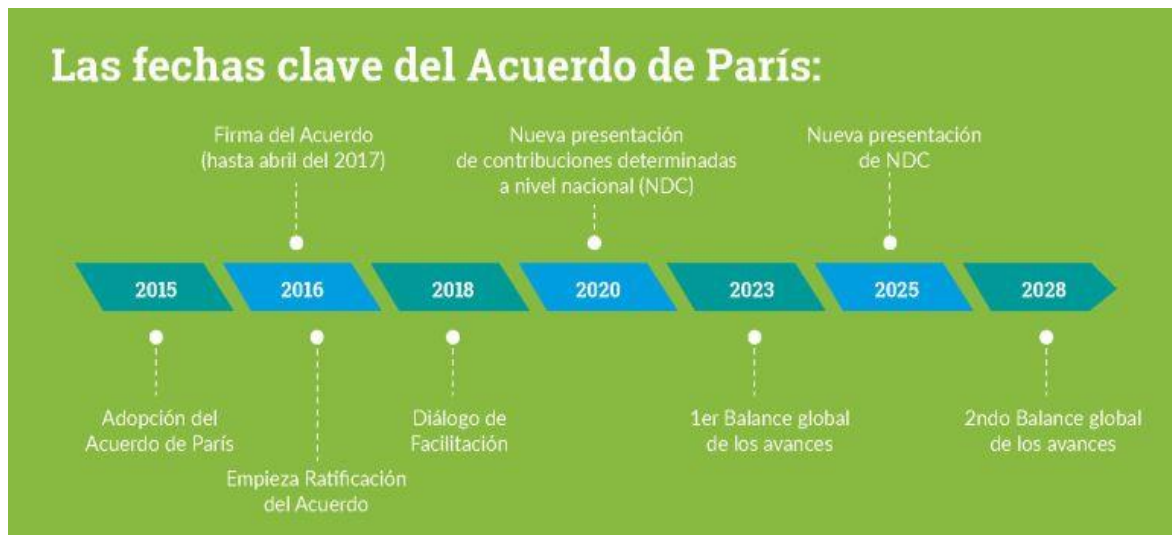 Las fechas clave del Acuerdo de París:
Firma del Acuerdo
(hasta abril del 2017)
Nueva presentación
de contribuciones determinadas
a nivel nacional (NDC)
Nueva presentación
de NDC
2015
2016
2018
2020
2023
2025
2028
Adopción del
Acuerdo de París
Empieza Ratificación
del Acuerdo
Diálogo de
Facilitación
1er Balance global
de los avances
2ndo Balance global
de los avances